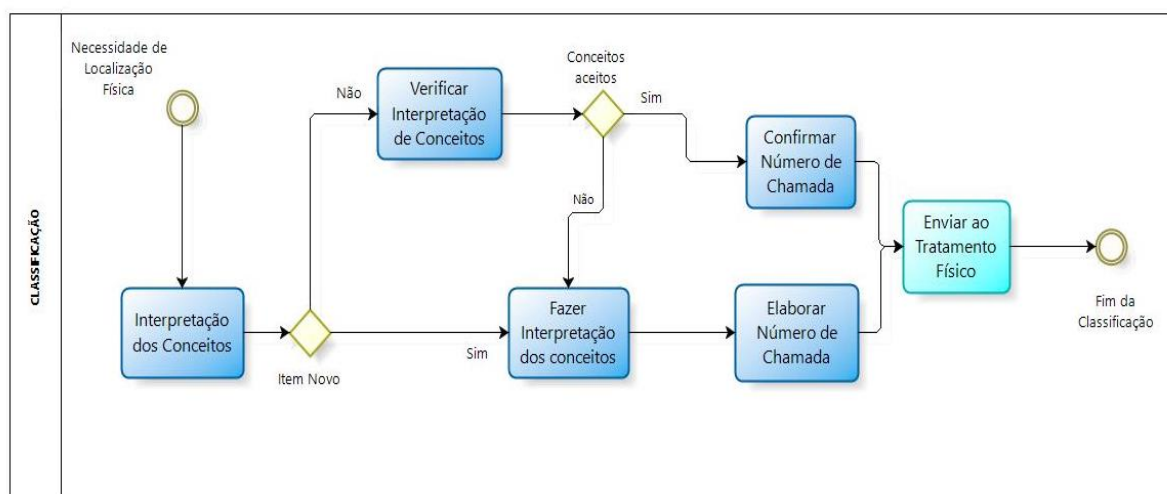 CLASSIFICAÇÃO
Necessidade de
Localização
Física
Interpretação
dos Conceitos
Item Novo
Não
Verificar
Interpretação
de Conceitos
Conceitos
aceitos
Sim
Confirmar
Número de
Chamada
Não
Sim
Fazer
Interpretação
dos conceitos
Elaborar
Número de
Chamada
Enviar ao
Tratamento
Físico
Fim da
Classificação